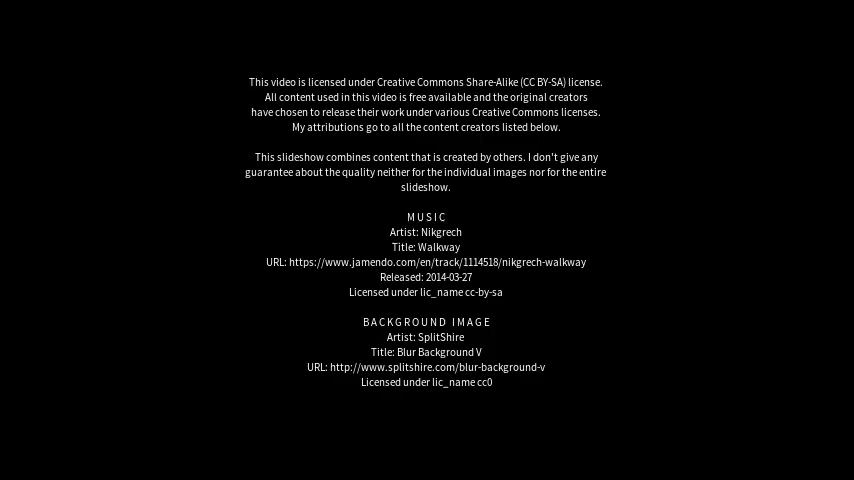 This video is licensed under Creative Commons Share-Alike (CC BY-SA) license.
All content used in this video is free available and the original creators
have chosen to release their work under various Creative Commons licenses.
My attributions go to all the content creators listed below.
This slideshow combines content that is created by others. I don't give any
guarantee about the quality neither for the individual images nor for the entire
slideshow.
MUSIC
Artist: Nikgrech
Title: Walkway
URL: https://www.jamendo.com/en/track/1114518/nikgrech-walkway
Released: 2014-03-27
Licensed under lic_name cc-by-sa
BACKGROUND IMAGE
Artist: SplitShire
Title: Blur Background V
URL: http://www.splitshire.com/blur-background-v
Licensed under lic_name cc0